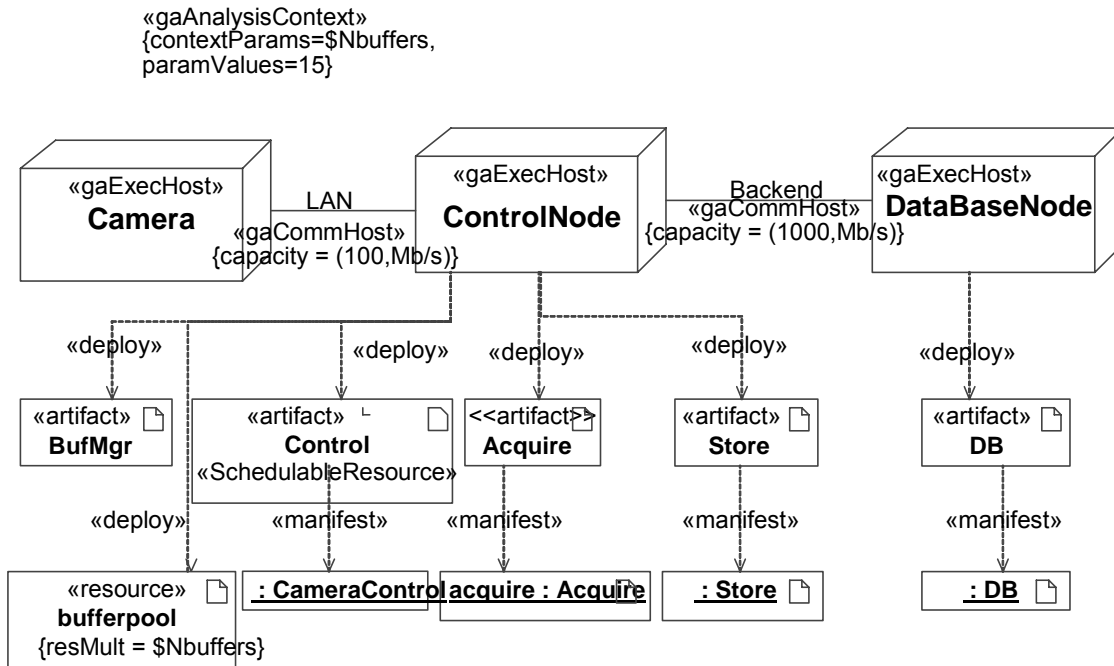 «gaAnalysisContext»
{contextParams=$Nbuffers,
paramValues=15}
«gaExecHost»
Camera
LAN
«gaCommHost»
{capacity = (100,Mb/s)}
«gaExecHost»
ControlNode
Backend
«gaCommHost»
{capacity = (1000,Mb/s)}
«gaExecHost»
DataBaseNode
«deploy»
«deploy»
«deploy»
«deploy»
«deploy»
«artifact»
BufMgr
«artifact»
Control
«SchedulableResource»
<<artifact>>
Acquire
«artifact»
Store
«artifact»
DB
«deploy»
«manifest»
«manifest»
«manifest»
«manifest»
«resource»
bufferpool
{resMult = $Nbuffers}
: CameraControl
acquire : Acquire
: Store
: DB